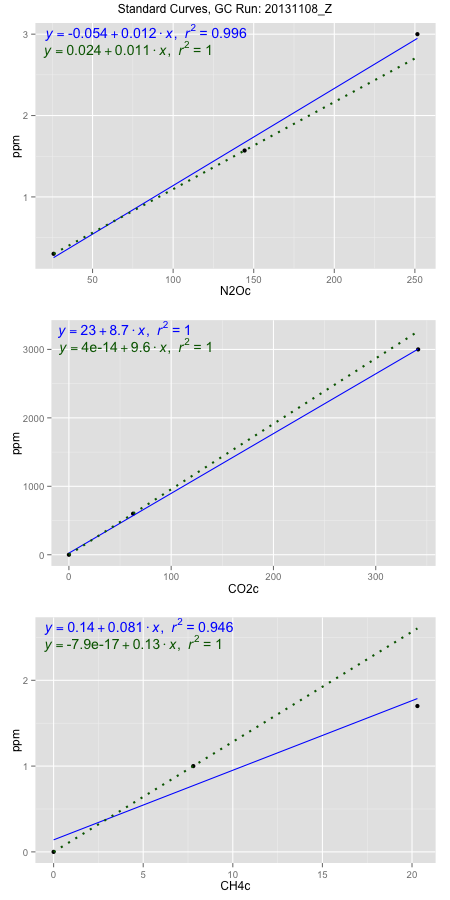 Standard Curves, GC Run: 20131108_Z
y = -0.054 + 0.012 · x, r² = 0.996
y = 0.024 + 0.011 · x, r² = 1
3
2
1
ppm
50 100 150 200 250
N2Oc
y = 23 + 8.7 · x, r² = 1
y = 4e-14 + 9.6 · x, r² = 1
3000
2000
1000
0
ppm
0 100 200 300
CO2c
y = 0.14 + 0.081 · x, r² = 0.946
y = -7.9e-17 + 0.13 · x, r² = 1
2
1
0
ppm
0 5 10 15 20
CH4c